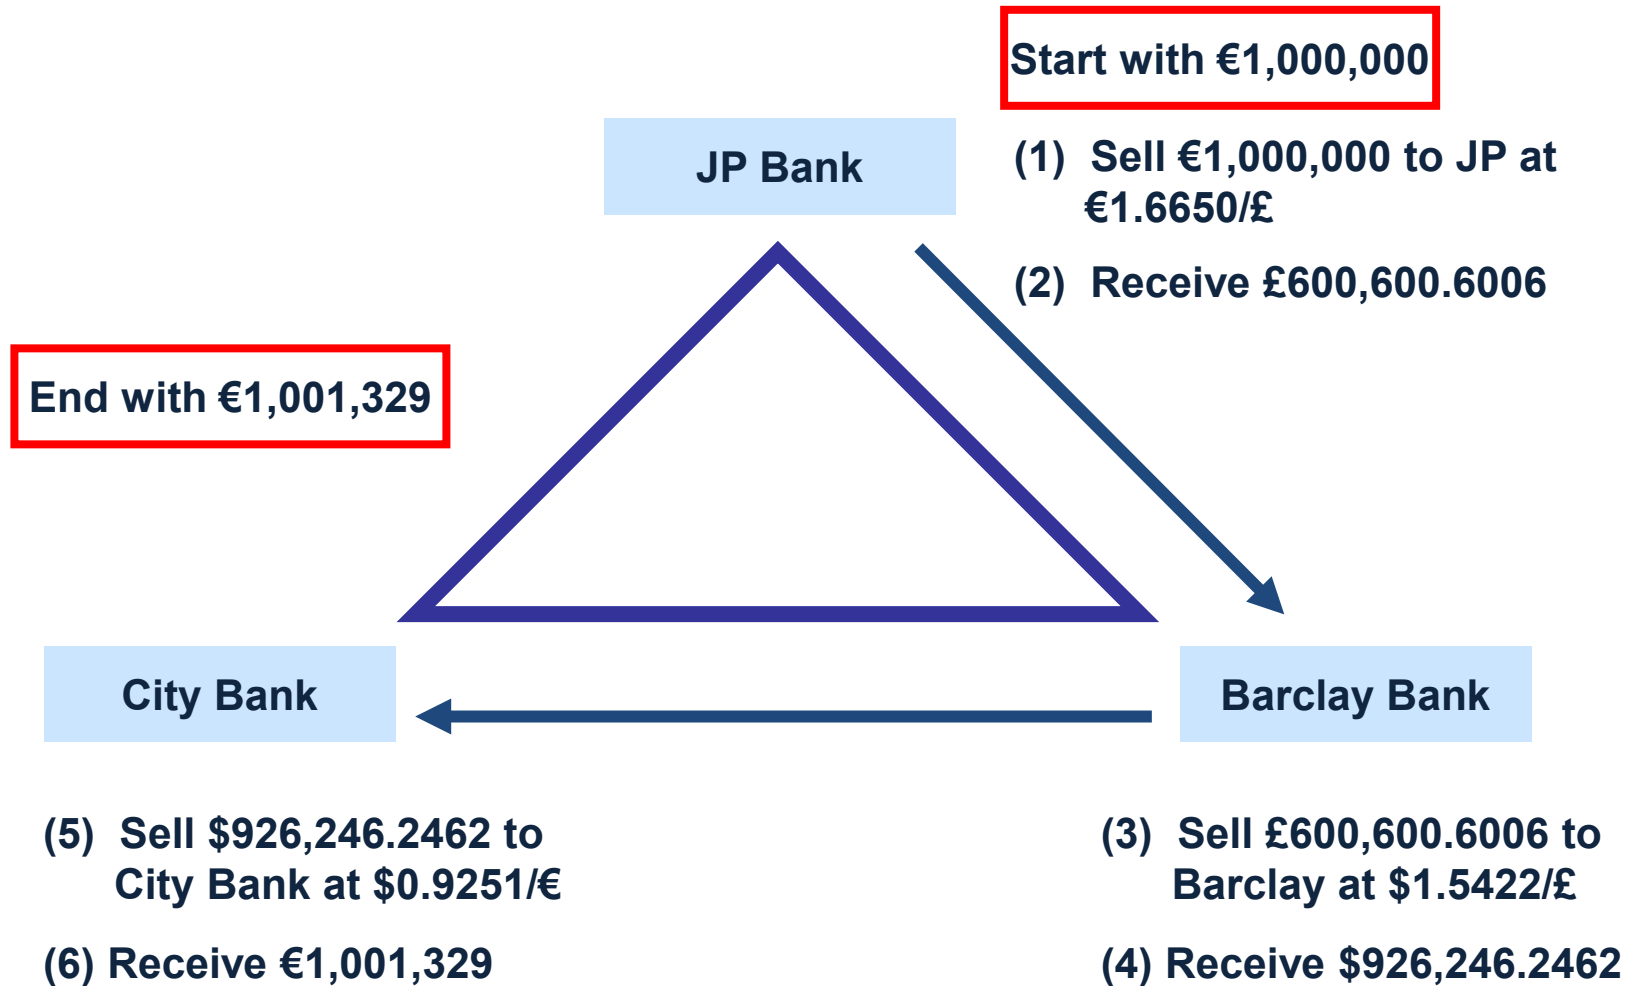 Start with €1,000,000
JP Bank
(1) Sell €1,000,000 to JP at
€1.6650/£
(2) Receive £600,600.6006
End with €1,001,329
City Bank
Barclay Bank
(5) Sell $926,246.2462 to
City Bank at $0.9251/€
(6) Receive €1,001,329
(3) Sell £600,600.6006 to
Barclay at $1.5422/£
(4) Receive $926,246.2462